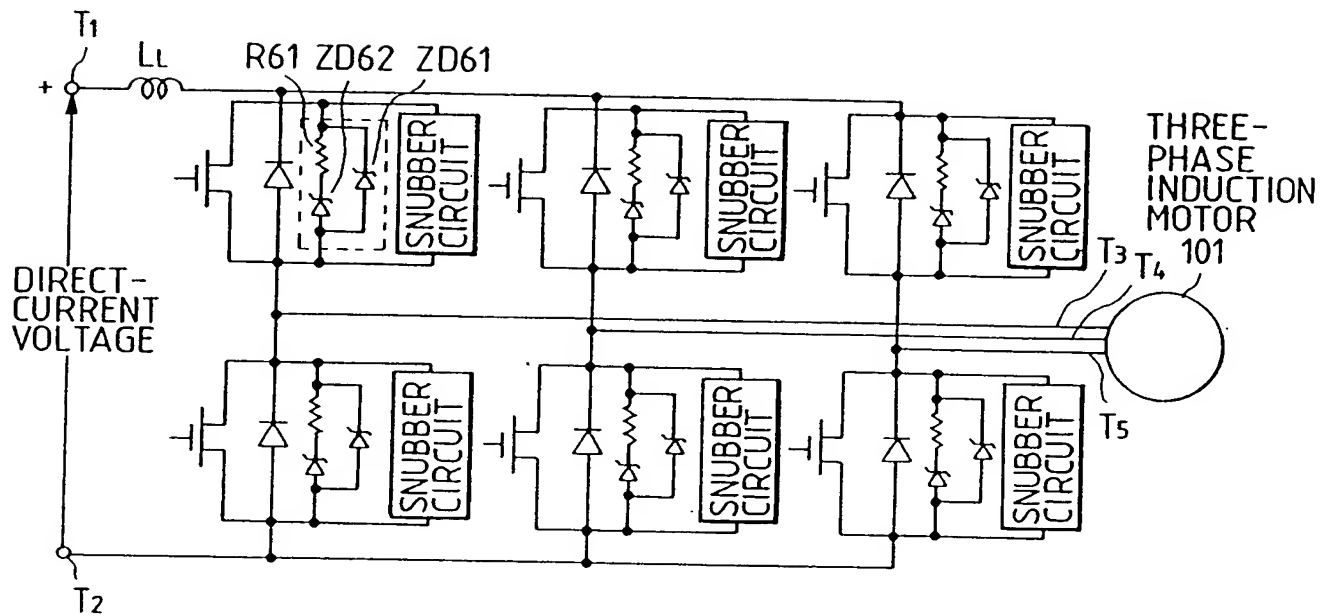 T1
LL
R61 ZD62 ZD61
+
SNUBBER
CIRCUIT
SNUBBER
CIRCUIT
SNUBBER
CIRCUIT
THREE-
PHASE
INDUCTION
MOTOR
101
T3
T4
DIRECT-
CURRENT
VOLTAGE
T5
SNUBBER
CIRCUIT
SNUBBER
CIRCUIT
SNUBBER
CIRCUIT
T2